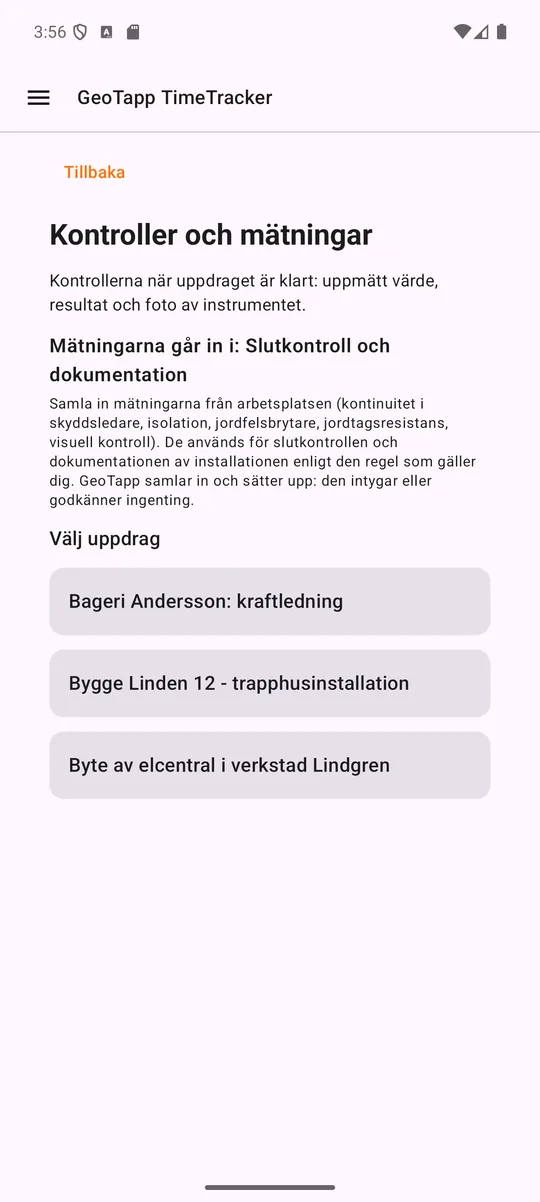 3:56
GeoTapp TimeTracker
Tillbaka
Kontroller och mätningar
Kontrollerna när uppdraget är klart: uppmätt värde,
resultat och foto av instrumentet.
Mätningarna går in i: Slutkontroll och
dokumentation
Samla in mätningarna från arbetsplatsen (kontinuitet i
skyddsledare, isolation, jordfelsbrytare, jordtagsresistans,
visuell kontroll). De används för slutkontrollen och
dokumentationen av installationen enligt den regel som gäller
dig. GeoTapp samlar in och sätter upp: den intygar eller
godkänner ingenting.
Välj uppdrag
Bageri Andersson: kraftledning
Bygge Linden 12 - trapphusinstallation
Byte av elcentral i verkstad Lindgren